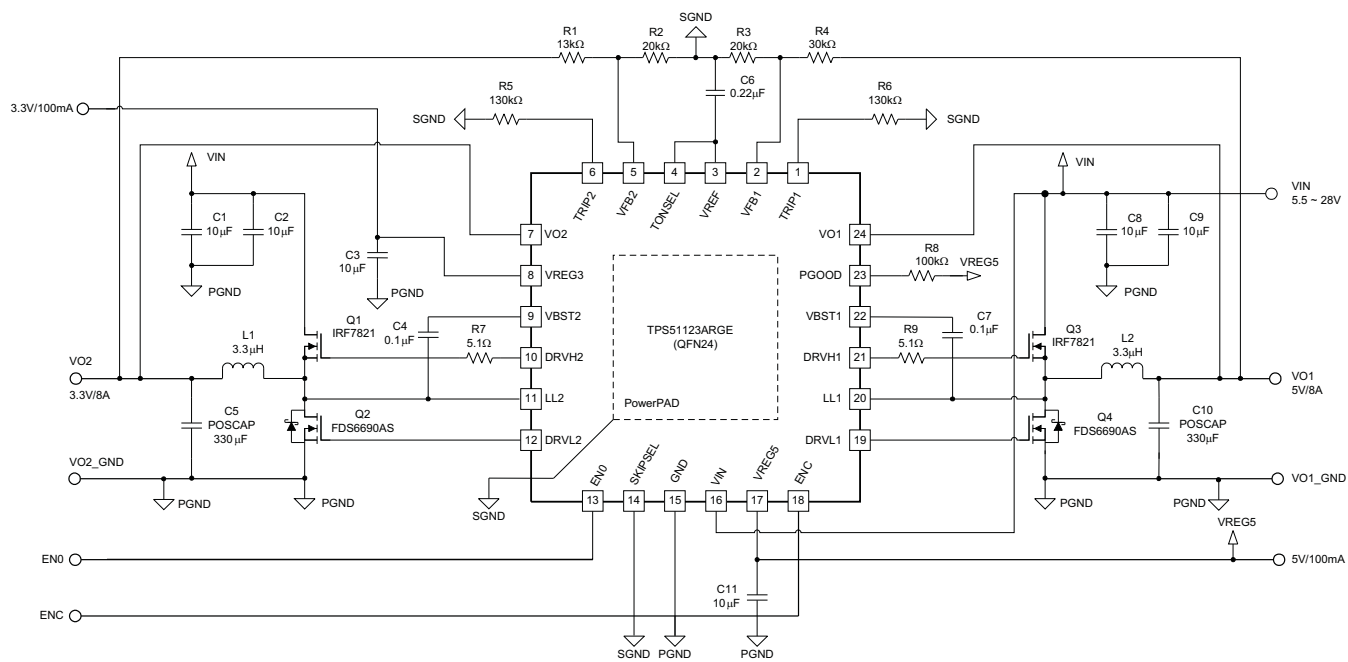 SGND
R1
13kΩ
R2
20kΩ
R3
20kΩ
R4
30kΩ
C6
0.22μF
3.3V/100mA
R5
130kΩ
R6
130kΩ
SGND
SGND
VIN
6
5
4
3
2
1
VIN
TRIP2
VFB2
TONSEL
VREF
VFB1
TRIP1
VIN
5.5 ~ 28V
C1
10μF
C2
10μF
C3
10μF
7
VO2
VO1
24
C8
10μF
C9
10μF
R8
100kΩ
VREG5
8
VREG3
PGOOD
23
PGND
PGND
PGND
9
VBST2
VBST1
22
Q1
IRF7821
C4
0.1μF
R7
5.1Ω
TPS51123ARGE
(QFN24)
R9
5.1Ω
C7
0.1μF
Q3
IRF7821
L1
3.3μH
L2
3.3μH
10
DRVH2
DRVH1
21
VO2
3.3V/8A
VO1
5V/8A
11
LL2
PowerPAD
LL1
20
C5
POSCAP
330μF
Q2
FDS6690AS
Q4
FDS6690AS
C10
POSCAP
330μF
12
DRVL2
DRVL1
19
VO2_GND
EN0
SKIPSEL
GND
VIN
VREG5
ENC
VO1_GND
PGND
PGND
SGND
13
14
15
16
17
18
PGND
PGND
VREG5
EN0
5V/100mA
C11
10μF
ENC
SGND
PGND
PGND